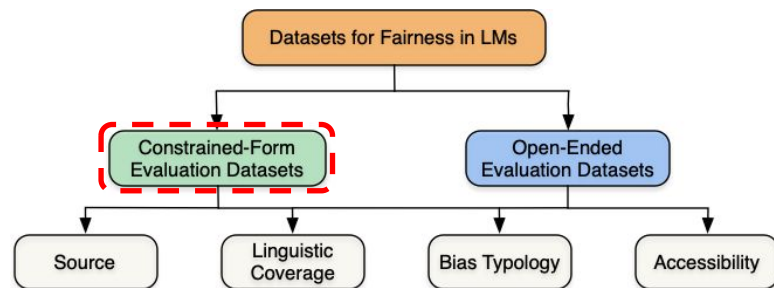 Datasets for Fairness in LMs
Constrained-Form
Evaluation Datasets
Open-Ended
Evaluation Datasets
Source
Linguistic
Coverage
Bias Typology
Accessibility